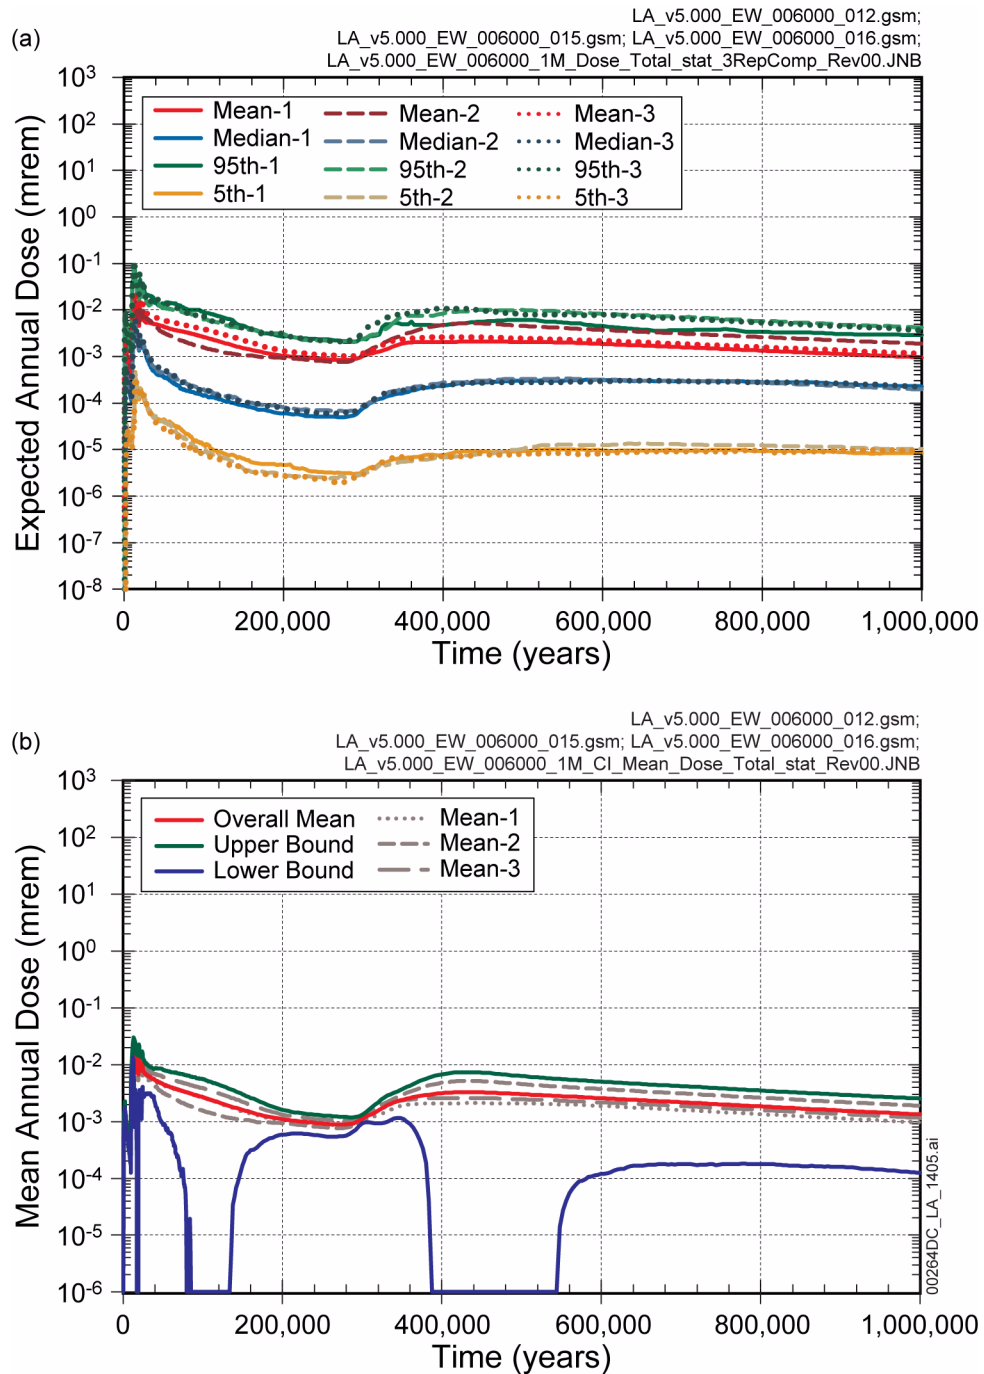 (a)
LA_v5.000_EW_006000_012.gsm;
LA_v5.000_EW_006000_015.gsm; LA_v5.000_EW_006000_016.gsm;
LA_v5.000_EW_006000_1M_Dose_Total_stat_3RepComp_Rev00.JNB
Expected Annual Dose (mrem)
10³
10²
10¹
10⁰
10⁻¹
10⁻²
10⁻³
10⁻⁴
10⁻⁵
10⁻⁶
10⁻⁷
10⁻⁸
Mean-1 Mean-2 Mean-3
Median-1 Median-2 Median-3
95th-1 95th-2 95th-3
5th-1 5th-2 5th-3
0 200,000 400,000 600,000 800,000 1,000,000
Time (years)
(b)
LA_v5.000_EW_006000_012.gsm;
LA_v5.000_EW_006000_015.gsm; LA_v5.000_EW_006000_016.gsm;
LA_v5.000_EW_006000_1M_CI_Mean_Dose_Total_stat_Rev00.JNB
Mean Annual Dose (mrem)
10³
10²
10¹
10⁰
10⁻¹
10⁻²
10⁻³
10⁻⁴
10⁻⁵
10⁻⁶
Overall Mean Mean-1
Upper Bound Mean-2
Lower Bound Mean-3
0 200,000 400,000 600,000 800,000 1,000,000
Time (years)
00264DC_LA_1405.ai